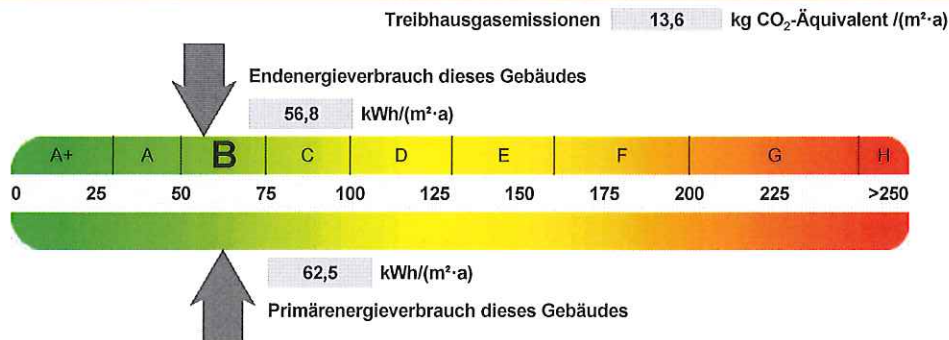 Treibhausgasemissionen 13,6 kg CO₂-Äquivalent /(m²·a)
Endenergieverbrauch dieses Gebäudes
56,8 kWh/(m²·a)
A+ A B C D E F G H
0 25 50 75 100 125 150 175 200 225 >250
62,5 kWh/(m²·a)
Primärenergieverbrauch dieses Gebäudes